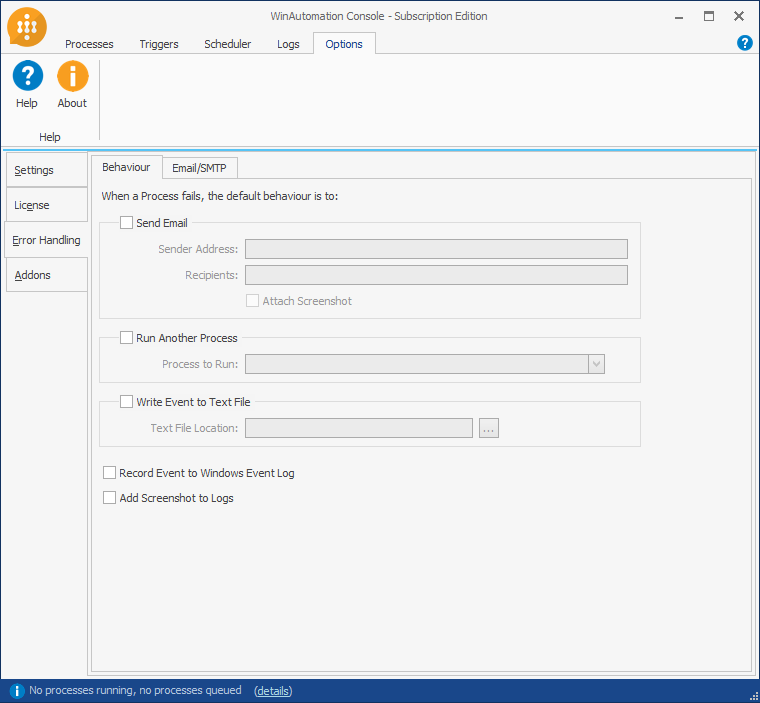 WinAutomation Console - Subscription Edition
Processes Triggers Scheduler Logs Options ?
? i
Help About
Help
Settings
License
Error Handling
Addons
Behaviour Email/SMTP
When a Process fails, the default behaviour is to:
Send Email
Sender Address:
Recipients:
Attach Screenshot
Run Another Process
Process to Run:
Write Event to Text File
Text File Location: ...
Record Event to Windows Event Log
Add Screenshot to Logs
i No processes running, no processes queued (details)